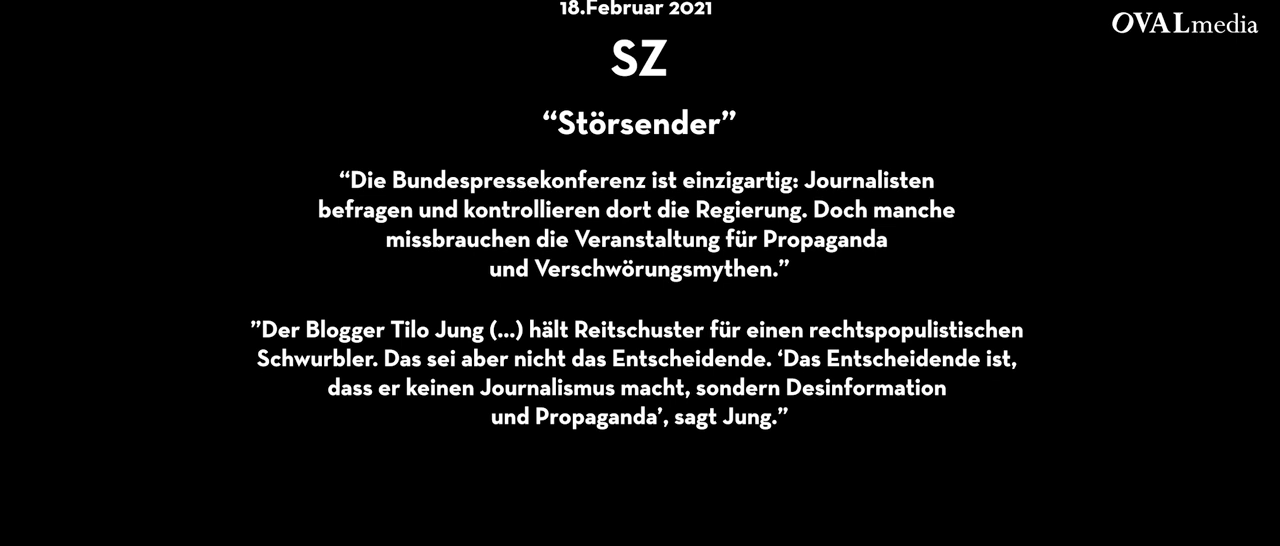 18.Februar 2021
OVALmedia
SZ
“Störsender”
“Die Bundespressekonferenz ist einzigartig: Journalisten
befragen und kontrollieren dort die Regierung. Doch manche
missbrauchen die Veranstaltung für Propaganda
und Verschwörungsmythen.”
”Der Blogger Tilo Jung (...) hält Reitschuster für einen rechtspopulistischen
Schwurbler. Das sei aber nicht das Entscheidende. ‘Das Entscheidende ist,
dass er keinen Journalismus macht, sondern Desinformation
und Propaganda’, sagt Jung.”